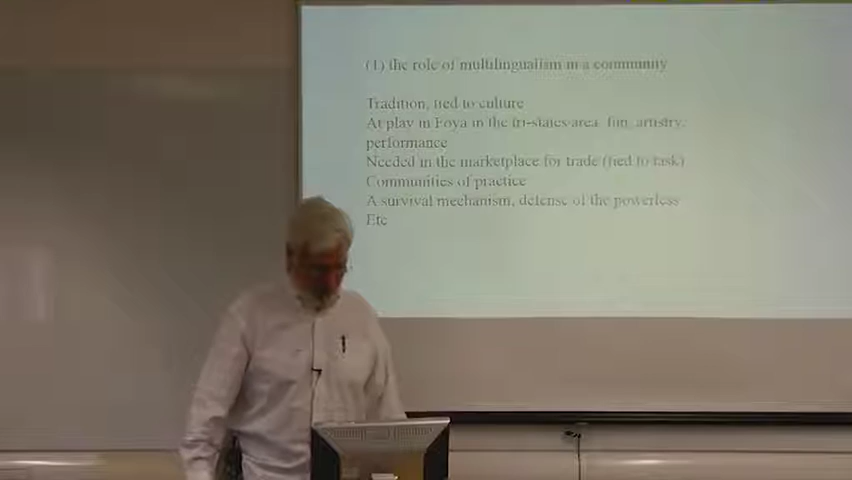 (1) the role of multilingualism in a community
Tradition, tied to culture
At play in Foya in the tri-states area: fun, artistry,
performance
Needed in the marketplace for trade (tied to task)
Communities of practice
A survival mechanism, defense of the powerless
Etc